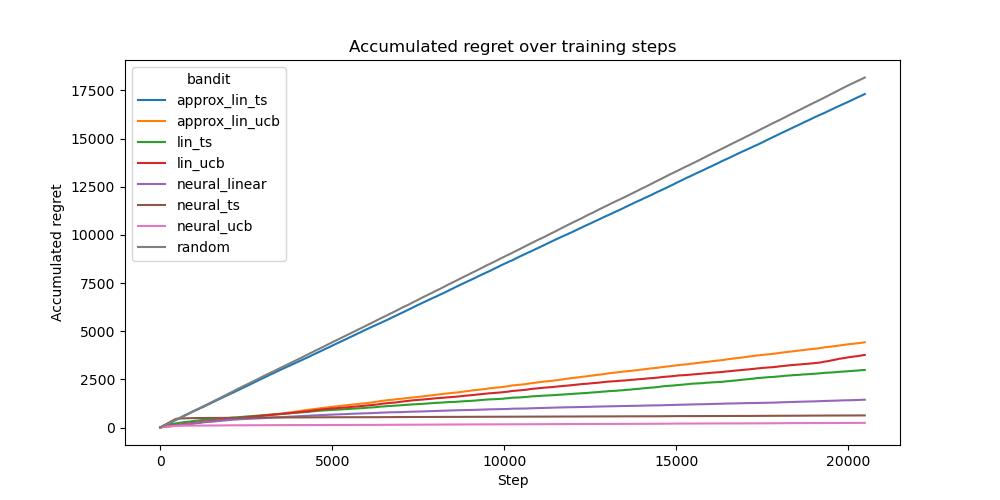 Accumulated regret over training steps
bandit
approx_lin_ts
approx_lin_ucb
lin_ts
lin_ucb
neural_linear
neural_ts
neural_ucb
random
Accumulated regret
17500
15000
12500
10000
7500
5000
2500
0
0 5000 10000 15000 20000
Step